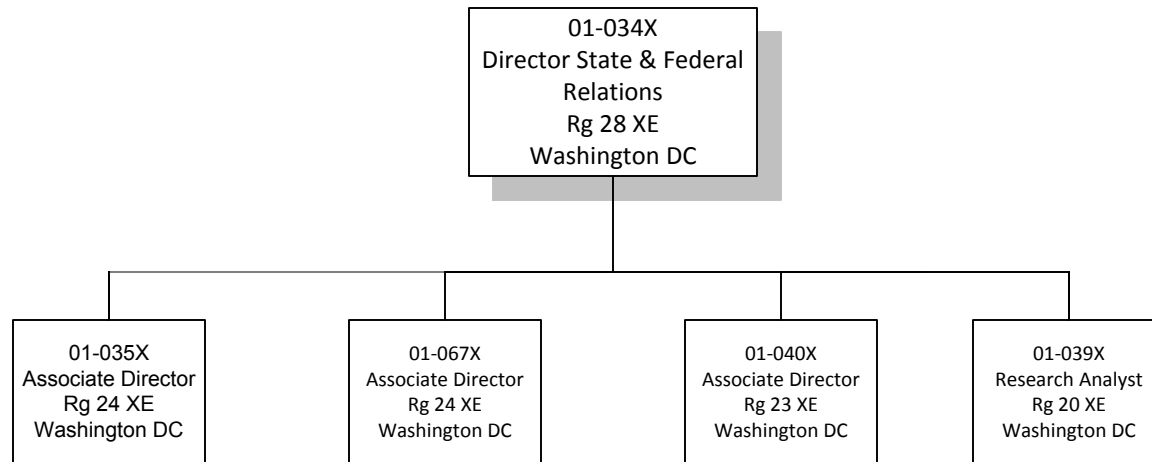 01-034X
Director State & Federal
Relations
Rg 28 XE
Washington DC
01-035X
Associate Director
Rg 24 XE
Washington DC
01-067X
Associate Director
Rg 24 XE
Washington DC
01-040X
Associate Director
Rg 23 XE
Washington DC
01-039X
Research Analyst
Rg 20 XE
Washington DC